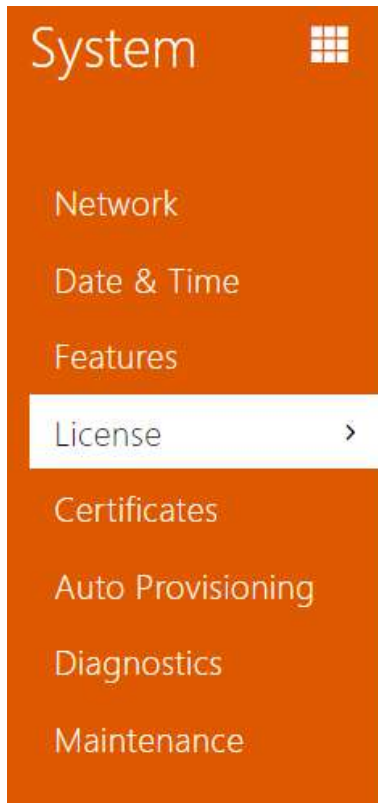 System
Network
Date & Time
Features
License
Certificates
Auto Provisioning
Diagnostics
Maintenance